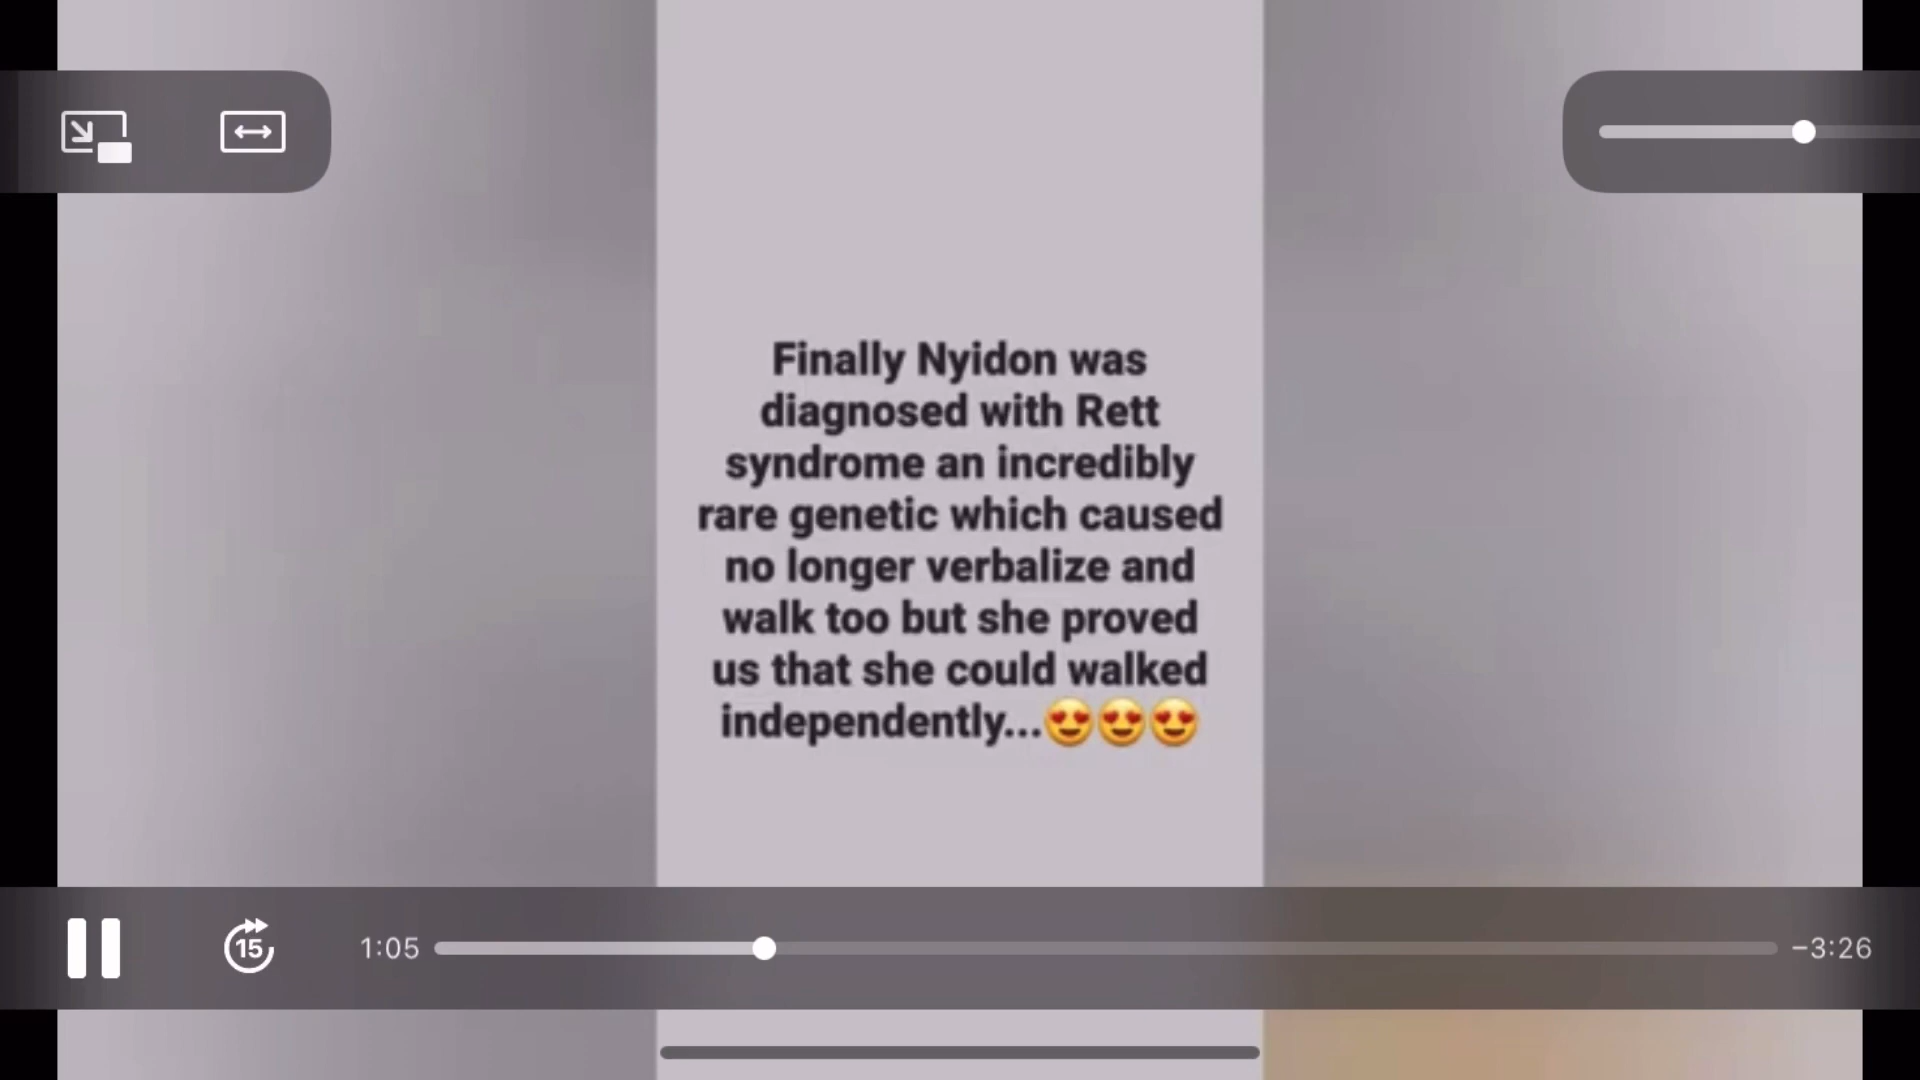 Finally Nyidon was
diagnosed with Rett
syndrome an incredibly
rare genetic which caused
no longer verbalize and
walk too but she proved
us that she could walked
independently...😍😍😍
15
1:05
-3:26